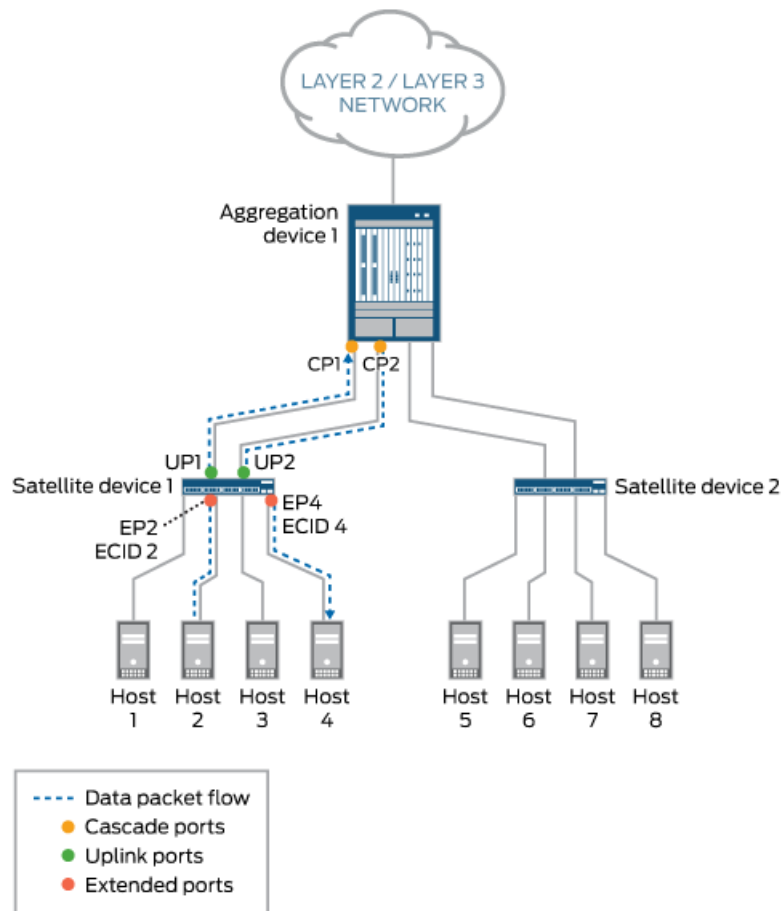 LAYER 2 / LAYER 3
NETWORK
Aggregation
device 1
CP1
CP2
UP1
UP2
Satellite device 1
Satellite device 2
EP2
ECID 2
EP4
ECID 4
Host
1
Host
2
Host
3
Host
4
Host
5
Host
6
Host
7
Host
8
Data packet flow
Cascade ports
Uplink ports
Extended ports